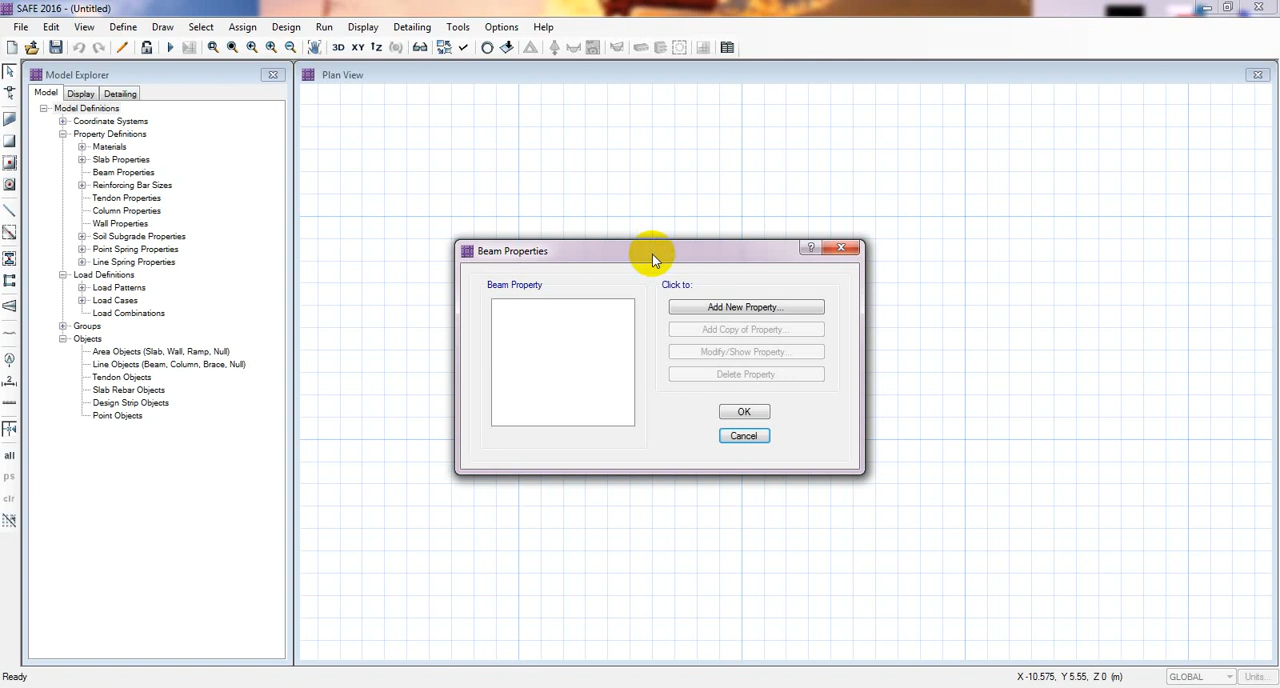 SAFE 2016 - (Untitled)
File Edit View Define Draw Select Assign Design Run Display Detailing Tools Options Help
3D XY
Model Explorer
Plan View
Model Display Detailing
Model Definitions
Coordinate Systems
Property Definitions
Materials
Slab Properties
Beam Properties
Reinforcing Bar Sizes
Tendon Properties
Column Properties
Wall Properties
Soil Subgrade Properties
Point Spring Properties
Line Spring Properties
Load Definitions
Load Patterns
Load Cases
Load Combinations
Groups
Objects
Area Objects (Slab, Wall, Ramp, Null)
Line Objects (Beam, Column, Brace, Null)
Tendon Objects
Slab Rebar Objects
Design Strip Objects
Point Objects
all
ps
clr
Beam Properties
Beam Property
Click to:
Add New Property...
Add Copy of Property...
Modify/Show Property...
Delete Property
OK
Cancel
Ready
X -10.575, Y 5.55, Z 0 (m)
GLOBAL
Units...